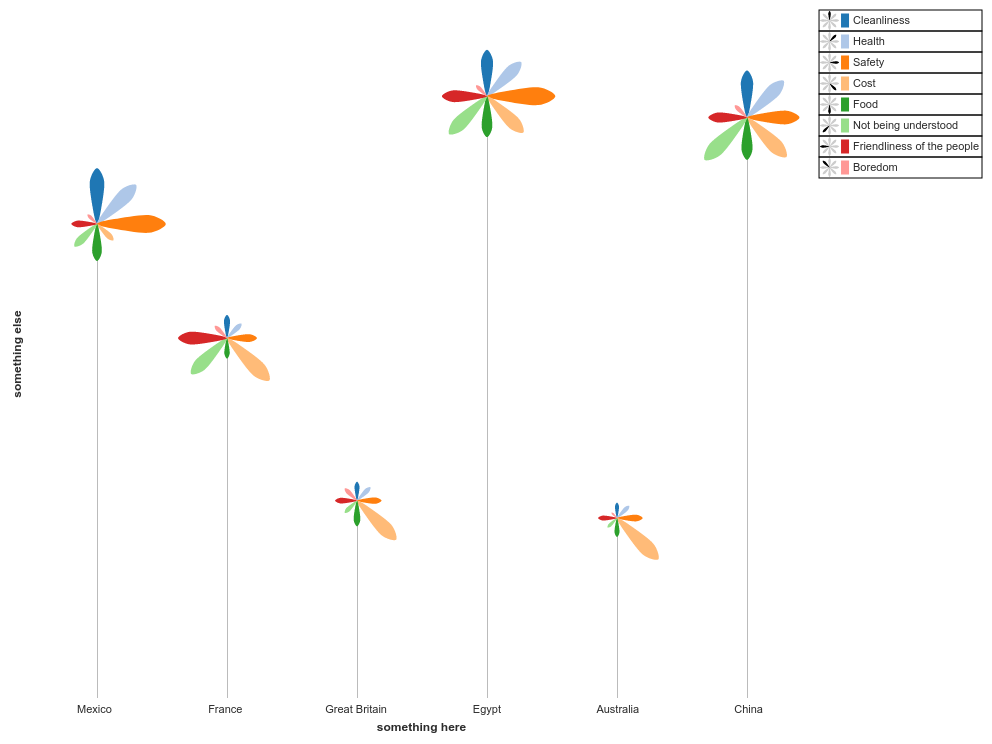 Cleanliness
Health
Safety
Cost
Food
Not being understood
Friendliness of the people
Boredom
something else
Mexico France Great Britain Egypt Australia China
something here